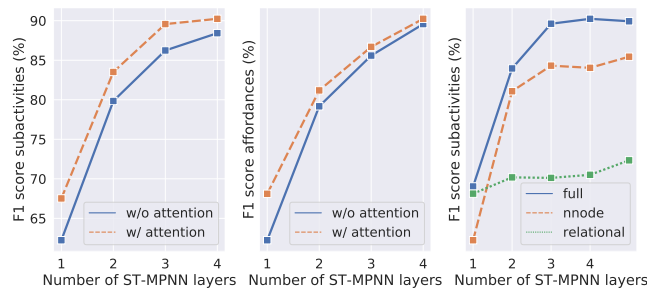 F1 score subactivities (%)
90
85
80
75
70
65
w/o attention
w/ attention
1 2 3 4
Number of ST-MPNN layers
F1 score affordances (%)
w/o attention
w/ attention
1 2 3 4
Number of ST-MPNN layers
F1 score subactivities (%)
full
nnode
relational
1 2 3 4
Number of ST-MPNN layers